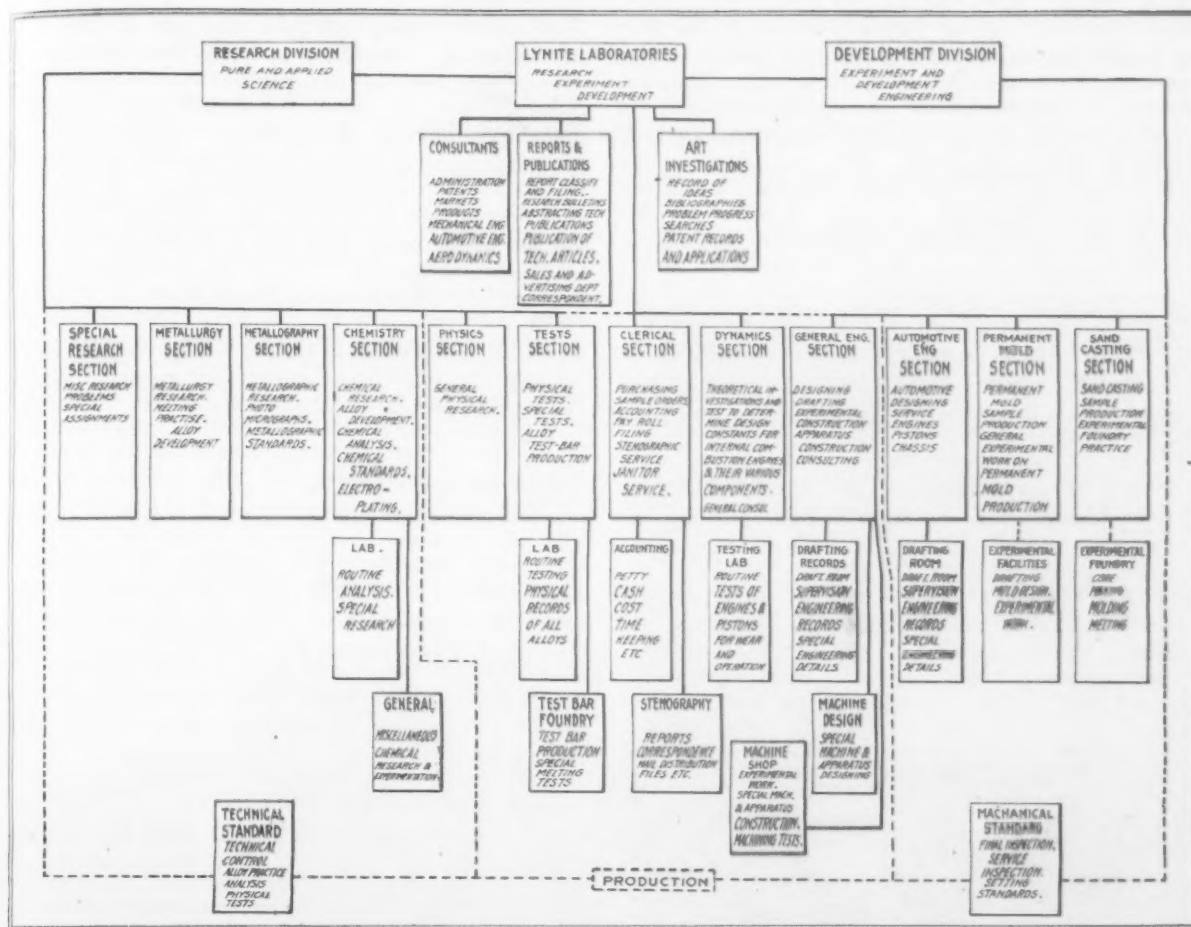 RESEARCH DIVISION
PURE AND APPLIED
SCIENCE
LYNITE LABORATORIES
RESEARCH
EXPERIMENT
DEVELOPMENT
DEVELOPMENT DIVISION
EXPERIMENT AND
DEVELOPMENT
ENGINEERING
CONSULTANTS
ADMINISTRATION
PATENTS
MARKETS
PRODUCTS
MECHANICAL ENG
AUTOMOTIVE ENG.
AERODYNAMICS
REPORTS &
PUBLICATIONS
REPORT CLASSIFI
AND FILING.-
RESEARCH BULLETINS
ABSTRACTING TECH
PUBLICATIONS
PUBLICATION OF
TECH. ARTICLES.
SALES AND AD-
VERTISING DEPT
CORRESPONDENT.
ART
INVESTIGATIONS
RECORD OF
IDEAS
BIBLIOGRAPHIES
PROBLEM PROGRESS
SEARCHES
PATENT RECORDS
AND APPLICATIONS
SPECIAL
RESEARCH
SECTION
MISC. RESEARCH
PROBLEMS
SPECIAL
ASSIGNMENTS
METALLURGY
SECTION
METALLURGY
RESEARCH.
MELTING
PRACTISE.
ALLOY
DEVELOPMENT
METALLOGRAPHY
SECTION
METALLOGRAPHIC
RESEARCH.
PHOTO
MICROGRAPHS.
METALLOGRAPHIC
STANDARDS.
CHEMISTRY
SECTION
CHEMICAL
RESEARCH.
ALLOY
DEVELOPMENT.
CHEMICAL
ANALYSIS.
CHEMICAL
STANDARDS.
ELECTRO-
PLATING.
PHYSICS
SECTION
GENERAL
PHYSICAL
RESEARCH.
TESTS
SECTION
PHYSICAL
TESTS.
SPECIAL
TESTS.
ALLOY
TEST-BAR
PRODUCTION
CLERICAL
SECTION
PURCHASING
SAMPLE ORDERS
ACCOUNTING
PAY ROLL
FILING
STENOGRAPHIC
SERVICE
JANITOR
SERVICE.
DYNAMICS
SECTION
THEORETICAL IN-
VESTIGATIONS AND
TEST TO DETER-
MINE DESIGN
CONSTANTS FOR
INTERNAL COM-
BUSTION ENGINES
& THEIR VARIOUS
COMPONENTS.
GENERAL CONSUL
GENERAL ENG.
SECTION
DESIGNING
DRAFTING
EXPERIMENTAL
CONSTRUCTION
APPARATUS
CONSTRUCTION
CONSULTING
AUTOMOTIVE
ENG
SECTION
AUTOMOTIVE
DESIGNING
SERVICE
ENGINES
PISTONS
CHASSIS
PERMANENT
MOLD
SECTION
PERMANENT
MOLD
SAMPLE
PRODUCTION
GENERAL
EXPERIMENTAL
WORK ON
PERMANENT
MOLD
PRODUCTION
SAND
CASTING
SECTION
SAND CASTING
SAMPLE
PRODUCTION
EXPERIMENTAL
FOUNDRY
PRACTICE
LAB.
ROUTINE
ANALYSIS.
SPECIAL
RESEARCH
LAB
ROUTINE
TESTING
PHYSICAL
RECORDS
OF ALL
ALLOYS
ACCOUNTING
PETTY
CASH
COST
TIME
KEEPING
ETC
TESTING
LAB
ROUTINE
TESTS OF
ENGINES &
PISTONS
FOR WEAR
AND
OPERATION
DRAFTING
RECORDS
DRAFT. ROOM
SUPERVISION
ENGINEERING
RECORDS
SPECIAL
ENGINEERING
DETAILS
DRAFTING
ROOM
DRAFT. ROOM
SUPERVISION
ENGINEERING
RECORDS
SPECIAL
ENGINEERING
DETAILS
EXPERIMENTAL
FACILITIES
DRAFTING
MOLD DESIGN.
EXPERIMENTAL
WORK.
EXPERIMENTAL
FOUNDRY
CORE
MAKING
MOLDING
MELTING
GENERAL
MISCELLANEOUS
CHEMICAL
RESEARCH &
EXPERIMENTATION.
TEST BAR
FOUNDRY
TEST BAR
PRODUCTION
SPECIAL
MELTING
TESTS
STENOGRAPHY
REPORTS
CORRESPONDENCE
MAIL DISTRIBUTION
FILES ETC.
MACHINE
SHOP
EXPERIMENTAL
WORK.
SPECIAL MACH.
& APPARATUS
CONSTRUCTION.
MACHINING TESTS.
MACHINE
DESIGN
SPECIAL
MACHINE &
APPARATUS
DESIGNING
TECHNICAL
STANDARD
TECHNICAL
CONTROL
ALLOY PRACTICE
ANALYSIS
PHYSICAL
TESTS
PRODUCTION
MACHANICAL
STANDARD
FINAL INSPECTION.
SERVICE
INSPECTION.
SETTING
STANDARDS.